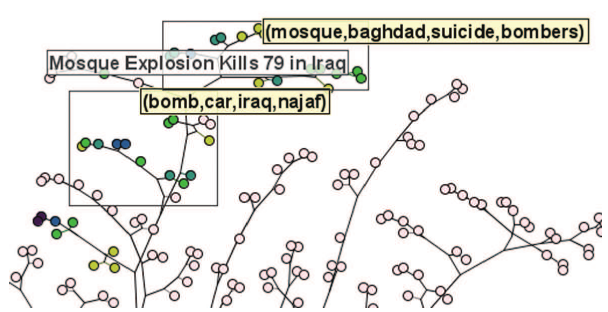 (mosque,baghdad,suicide,bombers)
Mosque Explosion Kills 79 in Iraq
(bomb,car,iraq,najaf)